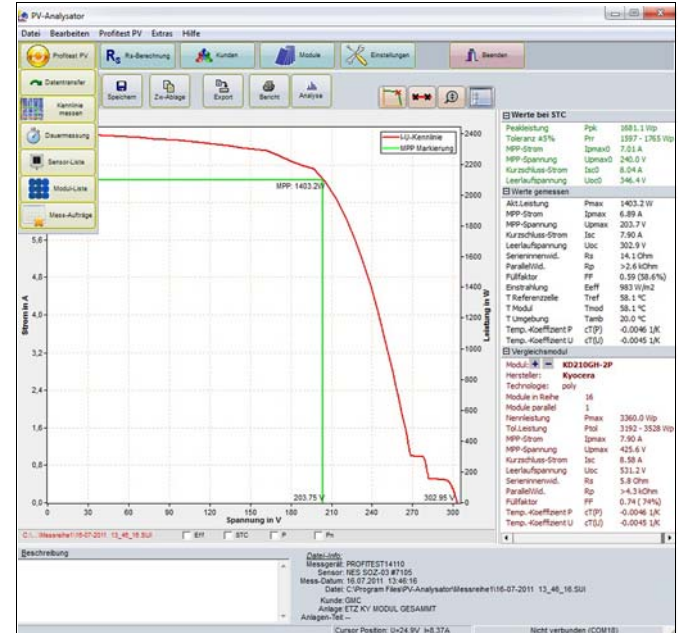 PV-Analysator
Datei Bearbeiten Profitest PV Extras Hilfe
Profitest PV Rs Rs-Berechnung Kunden Module Einstellungen Beenden
Datentransfer
Kennlinie messen
Dauermessung
Sensor-Liste
Modul-Liste
Mess-Aufträge
Speichern Zw-Ablage Export Bericht Analyse
I-U-Kennlinie
MPP Markierung
MPP: 1403.2W
5,6
4,8
3,2
2,4
1,6
0,8
0,0
Strom in A
2400
2200
2000
1800
1600
1400
1200
1000
800
600
400
200
0
Leistung in W
203.75 V 302.95 V
0 30 60 90 120 150 180 210 240 270 300
Spannung in V
C:\...\Messreihe1\16-07-2011 13_46_16.SUI Eff STC P Pn
Werte bei STC
Peakleistung Ppk 1681.1 Wp
Toleranz ±5% Prr 1597 - 1765 Wp
MPP-Strom Ipmax0 7.01 A
MPP-Spannung Upmax0 240.0 V
Kurzschluss-Strom Isc0 8.04 A
Leerlaufspannung Uoc0 346.4 V
Werte gemessen
Akt.Leistung Pmax 1403.2 W
MPP-Strom Ipmax 6.89 A
MPP-Spannung Upmax 203.7 V
Kurzschluss-Strom Isc 7.90 A
Leerlaufspannung Uoc 302.9 V
Serieninnenwid. Rs 14.1 Ohm
ParallelWid. Rp >2.6 kOhm
Füllfaktor FF 0.59 (58.6%)
Einstrahlung Eeff 983 W/m2
T Referenzzelle Tref 58.1 °C
T Modul Tmod 58.1 °C
T Umgebung Tamb 20.0 °C
Temp.-Koeffizient P cT(P) -0.0046 1/K
Temp.-Koeffizient U cT(U) -0.0045 1/K
Vergleichsmodul
Modul: KD210GH-2P
Hersteller: Kyocera
Technologie: poly
Module in Reihe 16
Module parallel 1
Nennleistung Pmax 3360.0 Wp
Tol.Leistung Ptol 3192 - 3528 Wp
MPP-Strom Ipmax 7.90 A
MPP-Spannung Upmax 425.6 V
Kurzschluss-Strom Isc 8.58 A
Leerlaufspannung Uoc 531.2 V
Serieninnenwid. Rs 5.8 Ohm
ParallelWid. Rp >4.3 kOhm
Füllfaktor FF 0.74 ( 74%)
Temp.-Koeffizient P cT(P) -0.0046 1/K
Temp.-Koeffizient U cT(U) -0.0045 1/K
Beschreibung
Datei-Info:
Messgerät: PROFITEST14110
Sensor: NES SOZ-03 #7105
Mess-Datum: 16.07.2011 13:46:16
Datei: C:\Program Files\PV-Analysator\Messreihe1\16-07-2011 13_46_16.SUI
Kunde: GMC
Anlage: ETZ KY MODUL GESAMMT
Anlagen-Teil --
Cursor Position: U=24.9V I=8.37A Nicht verbunden (COM18)